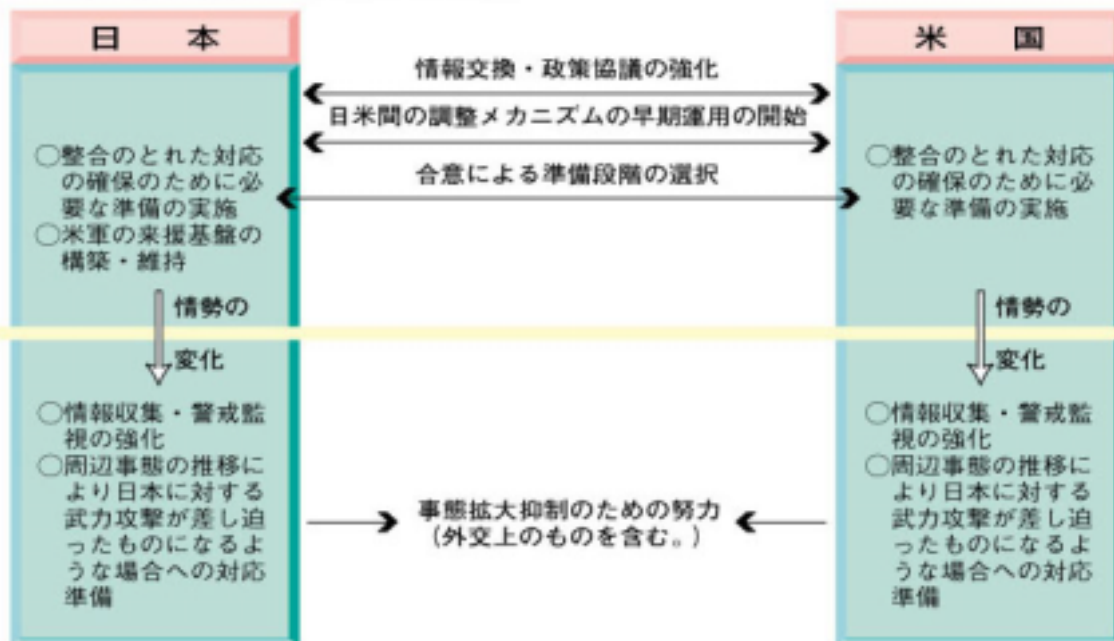 日本
米国
情報交換・政策協議の強化
日米間の調整メカニズムの早期運用の開始
合意による準備段階の選択
○整合のとれた対応
の確保のために必
要な準備の実施
○米軍の来援基盤の
構築・維持
○整合のとれた対応
の確保のために必
要な準備の実施
情勢の
変化
情勢の
変化
○情報収集・警戒監
視の強化
○周辺事態の推移に
より日本に対する
武力攻撃が差し迫
ったものになるよ
うな場合への対応
準備
事態拡大抑制のための努力
(外交上のものを含む。)
○情報収集・警戒監
視の強化
○周辺事態の推移に
より日本に対する
武力攻撃が差し迫
ったものになるよ
うな場合への対応
準備